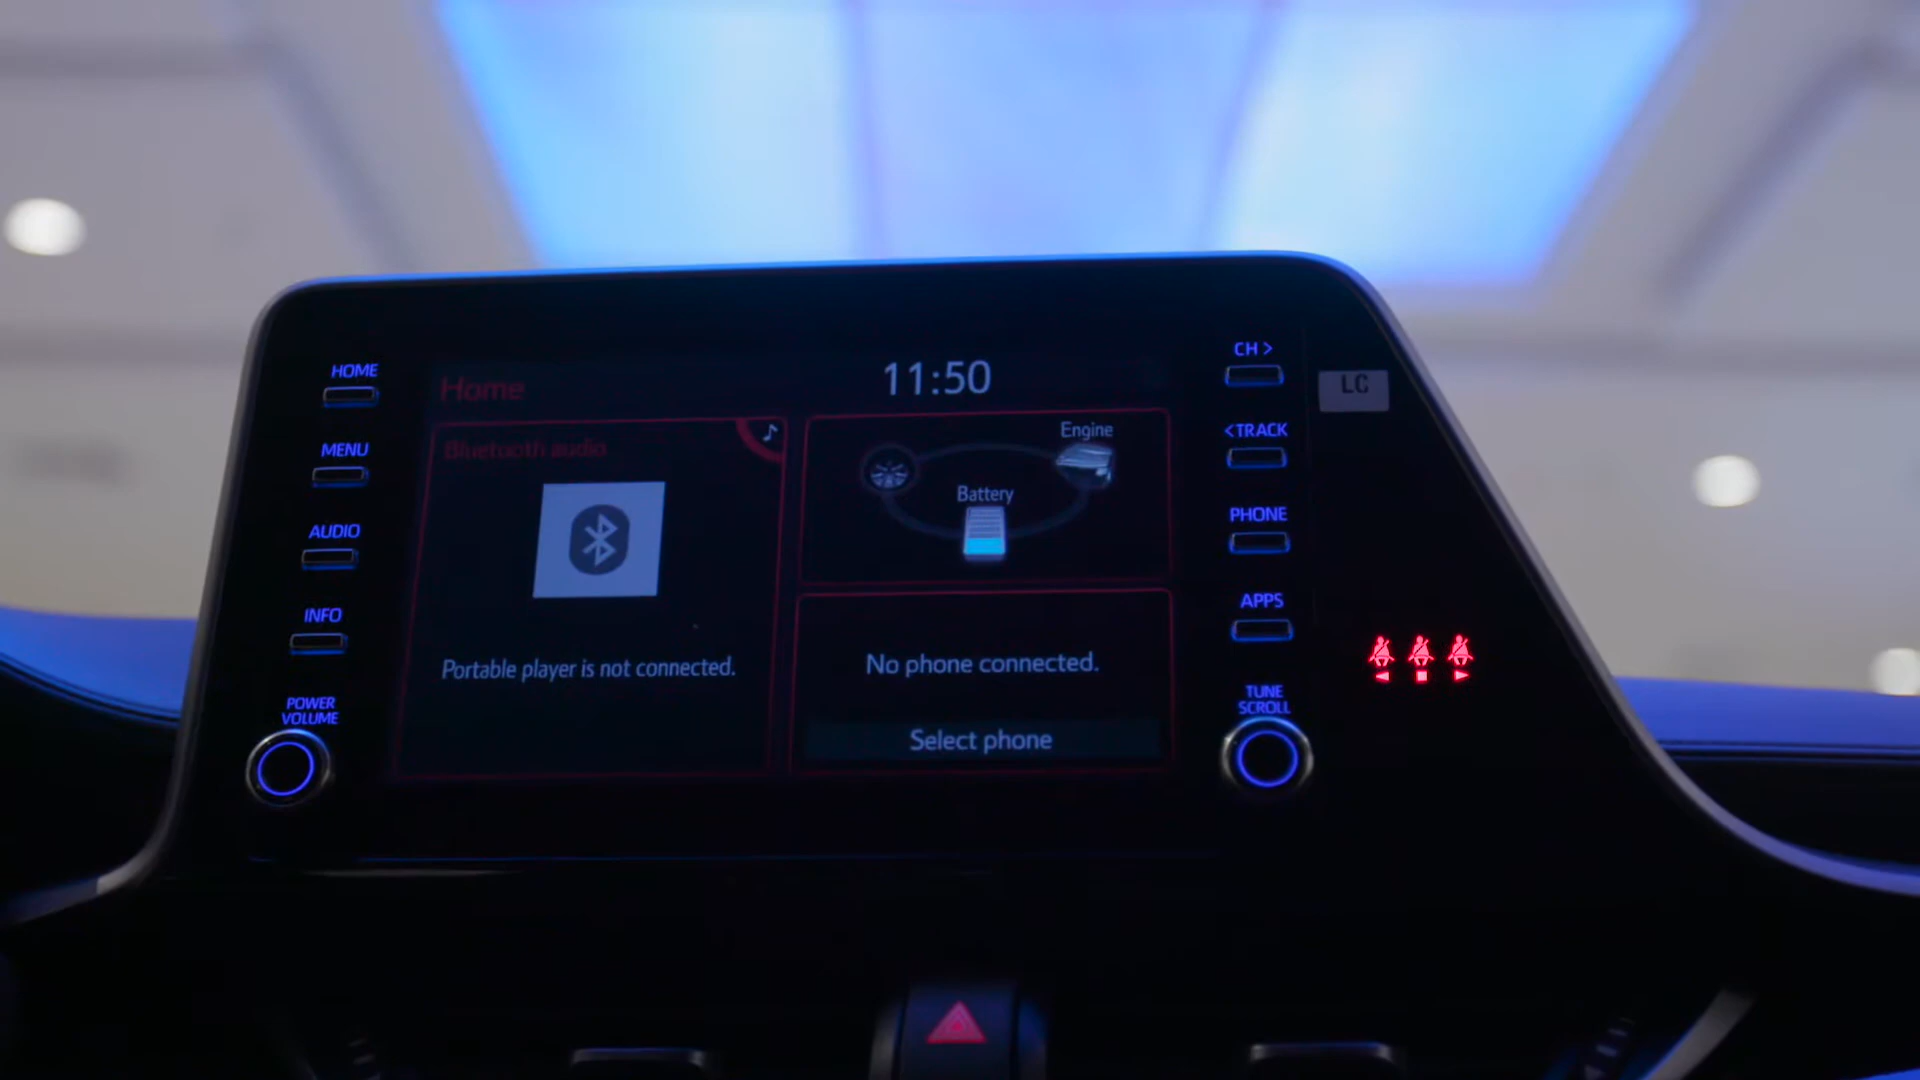 HOME
MENU
AUDIO
INFO
POWER
VOLUME
Home
11:50
Bluetooth audio
Portable player is not connected.
Engine
Battery
No phone connected.
Select phone
CH >
<TRACK
PHONE
APPS
TUNE
SCROLL
LC